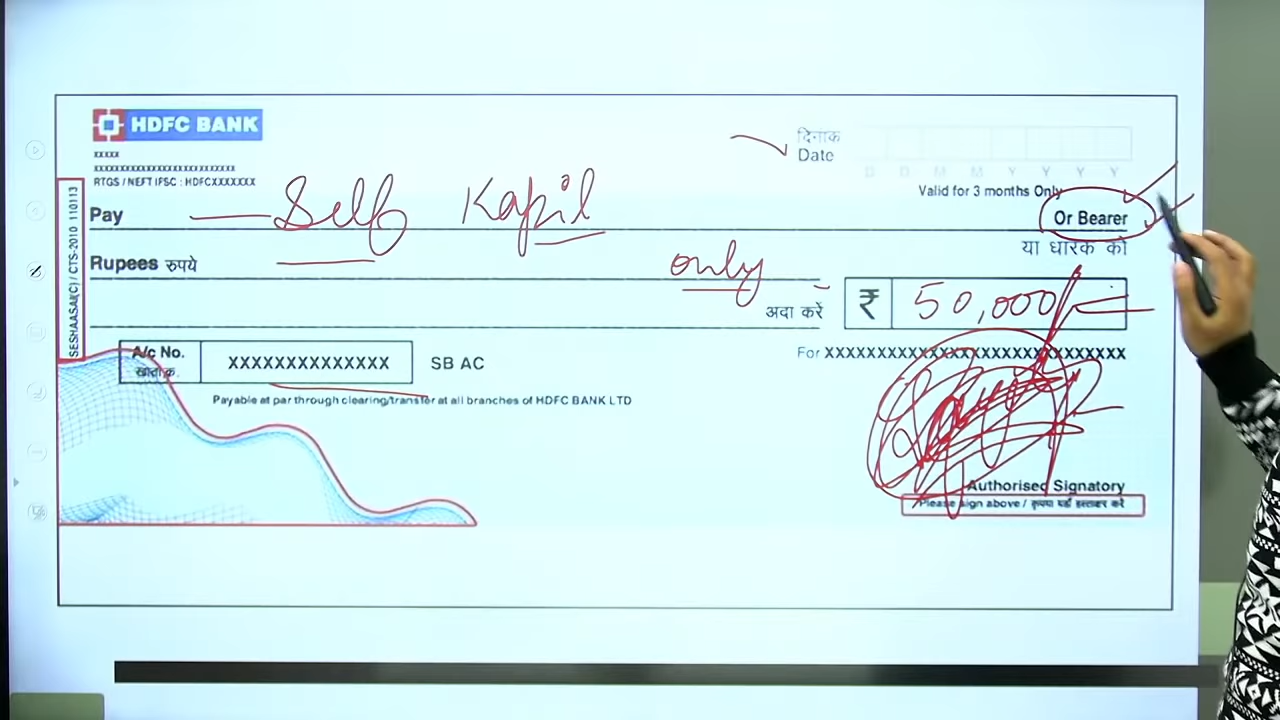 HDFC BANK
xxxxx
RTGS / NEFT IFSC : HDFCXXXXXXX
SESHAASAI(C) / CTS-2010 110113
दिनाक
Date
D D M M Y Y Y Y
Valid for 3 months Only
Pay Self Kapil Or Bearer
या धारक को
Rupees रुपये only
अदा करें ₹ 50,000/
A/c No. XXXXXXXXXXXXXX SB AC
खाता क्र.
For XXXXXXXXXXXXXXXXXXXXXXXXXXXXX
Payable at par through clearing/transfer at all branches of HDFC BANK LTD
Authorised Signatory
Please sign above / कृपया यहाँ हस्ताक्षर करें